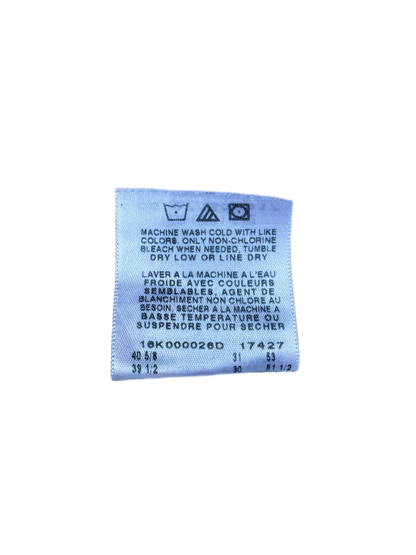 MACHINE WASH COLD WITH LIKE
COLORS, ONLY NON-CHLORINE
BLEACH WHEN NEEDED, TUMBLE
DRY LOW OR LINE DRY
LAVER A LA MACHINE A L'EAU
FROIDE AVEC COULEURS
SEMBLABLES, AGENT DE
BLANCHIMENT NON CHLORE AU
BESOIN, SECHER A LA MACHINE A
BASSE TEMPERATURE OU
SUSPENDRE POUR SECHER
16K000026D 17427
40 5/8 31 53
39 1/2 30 51 1/2